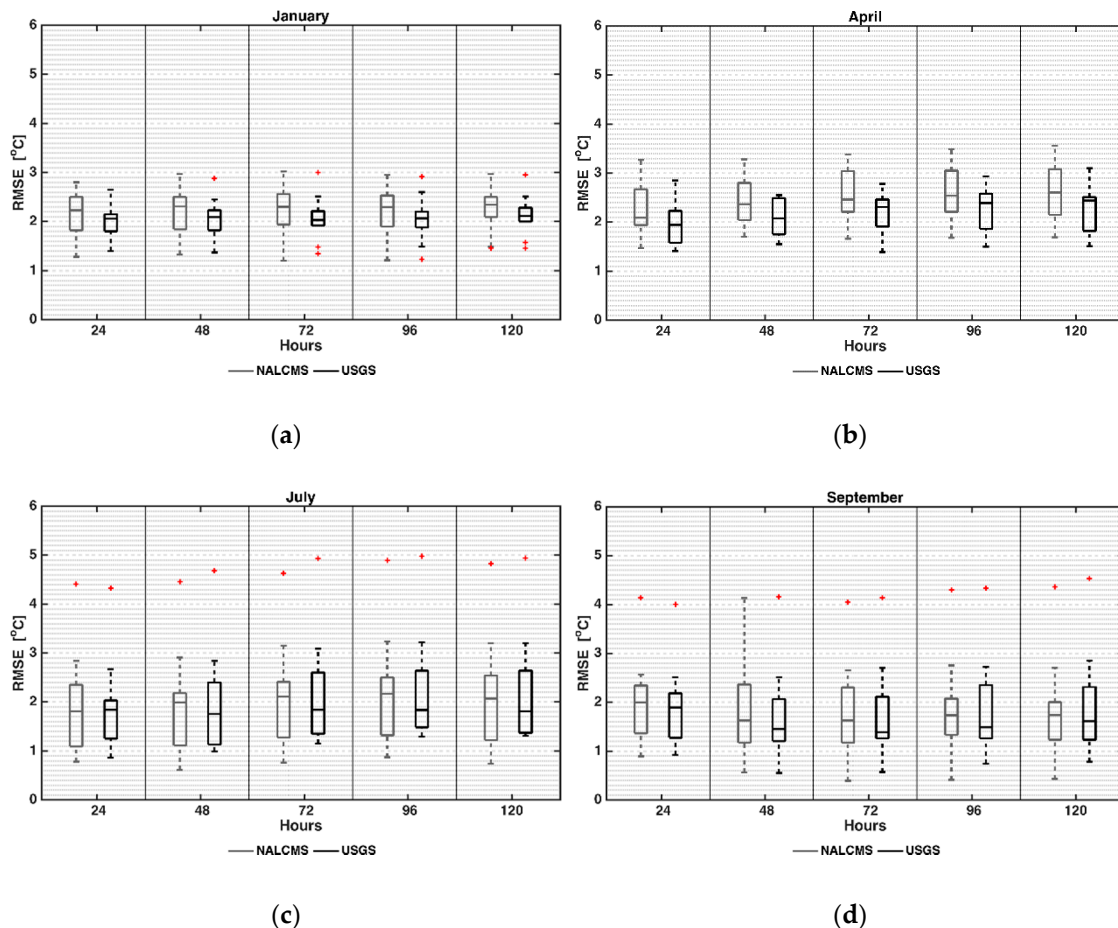 January
6
5
4
3
2
1
0
RMSE [°C]
24 48 72 96 120
Hours
NALCMS USGS
(a)
April
6
5
4
3
2
1
0
RMSE [°C]
24 48 72 96 120
Hours
NALCMS USGS
(b)
July
6
5
4
3
2
1
0
RMSE [°C]
24 48 72 96 120
Hours
NALCMS USGS
(c)
September
6
5
4
3
2
1
0
RMSE [°C]
24 48 72 96 120
Hours
NALCMS USGS
(d)